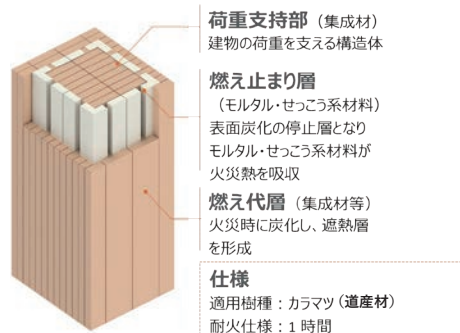 荷重支持部（集成材）
建物の荷重を支える構造体
燃え止まり層
（モルタル・せっこう系材料）
表面炭化の停止層となり
モルタル・せっこう系材料が
火災熱を吸収
燃え代層（集成材等）
火災時に炭化し、遮熱層
を形成
仕様
適用樹種：カラマツ（道産材）
耐火仕様：1 時間